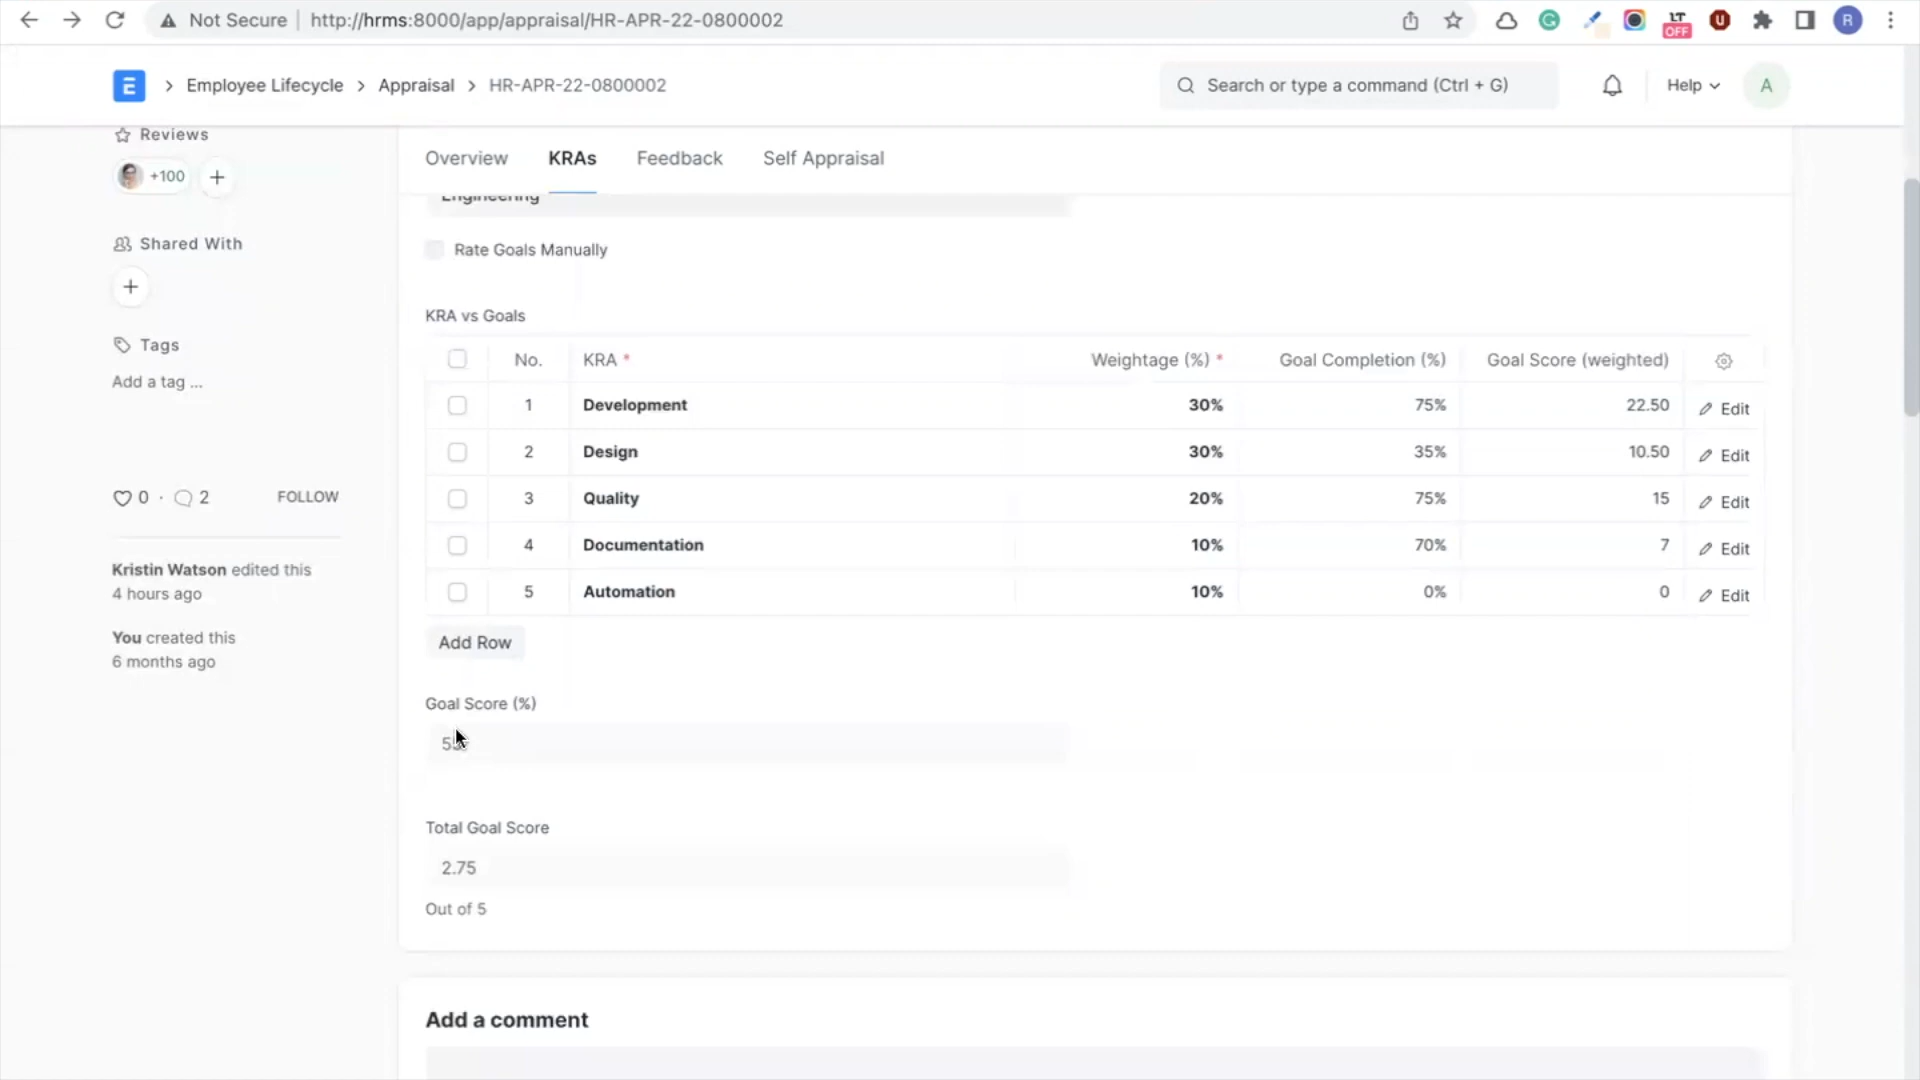 Not Secure http://hrms:8000/app/appraisal/HR-APR-22-0800002
LT
OFF
R
E
Employee Lifecycle
Appraisal
HR-APR-22-0800002
Search or type a command (Ctrl + G)
Help
A
Reviews
+100
Shared With
Tags
Add a tag ...
0 · 2
FOLLOW
Kristin Watson edited this
4 hours ago
You created this
6 months ago
Overview
KRAs
Feedback
Self Appraisal
Engineering
Rate Goals Manually
KRA vs Goals
No. KRA * Weightage (%) * Goal Completion (%) Goal Score (weighted)
1 Development 30% 75% 22.50 Edit
2 Design 30% 35% 10.50 Edit
3 Quality 20% 75% 15 Edit
4 Documentation 10% 70% 7 Edit
5 Automation 10% 0% 0 Edit
Add Row
Goal Score (%)
Total Goal Score
2.75
Out of 5
Add a comment